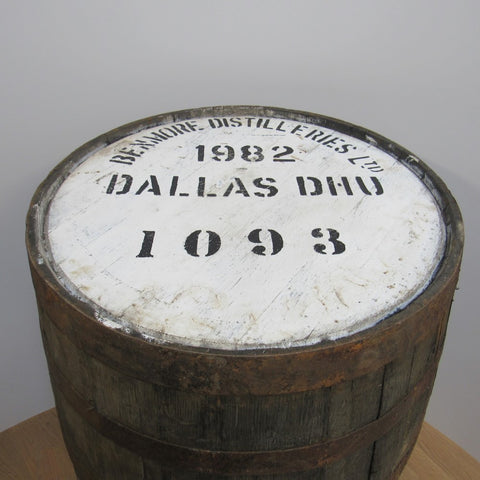 BENMORE DISTILLERIES LTD
1982
DALLAS DHU
1093